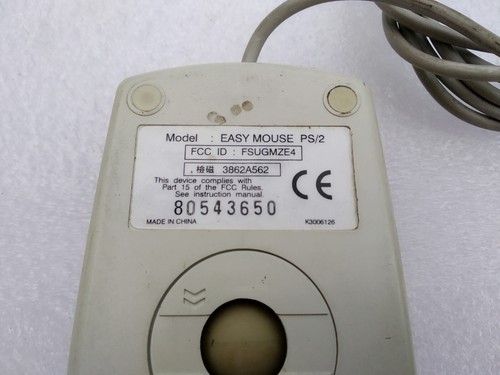 Model : EASY MOUSE PS/2
FCC ID : FSUGMZE4
檢磁 3862A562
This device complies with
Part 15 of the FCC Rules.
See instruction manual.
CE
80543650
MADE IN CHINA K3006126